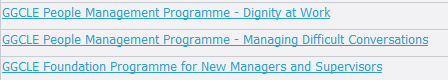 GGCLE People Management Programme - Dignity at Work
GGCLE People Management Programme - Managing Difficult Conversations
GGCLE Foundation Programme for New Managers and Supervisors